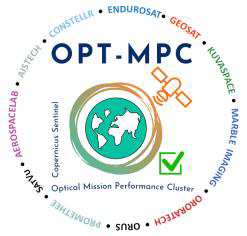 AEROSPACELAB • AISTECH • CONSTELLR • ENDUROSAT • GEOSAT • KUVASPACE • MARBLE IMAGING • ORORATECH • ORUS • PROMETHEE • SATVU •
OPT-MPC
Copernicus Sentinel
Optical Mission Performance Cluster